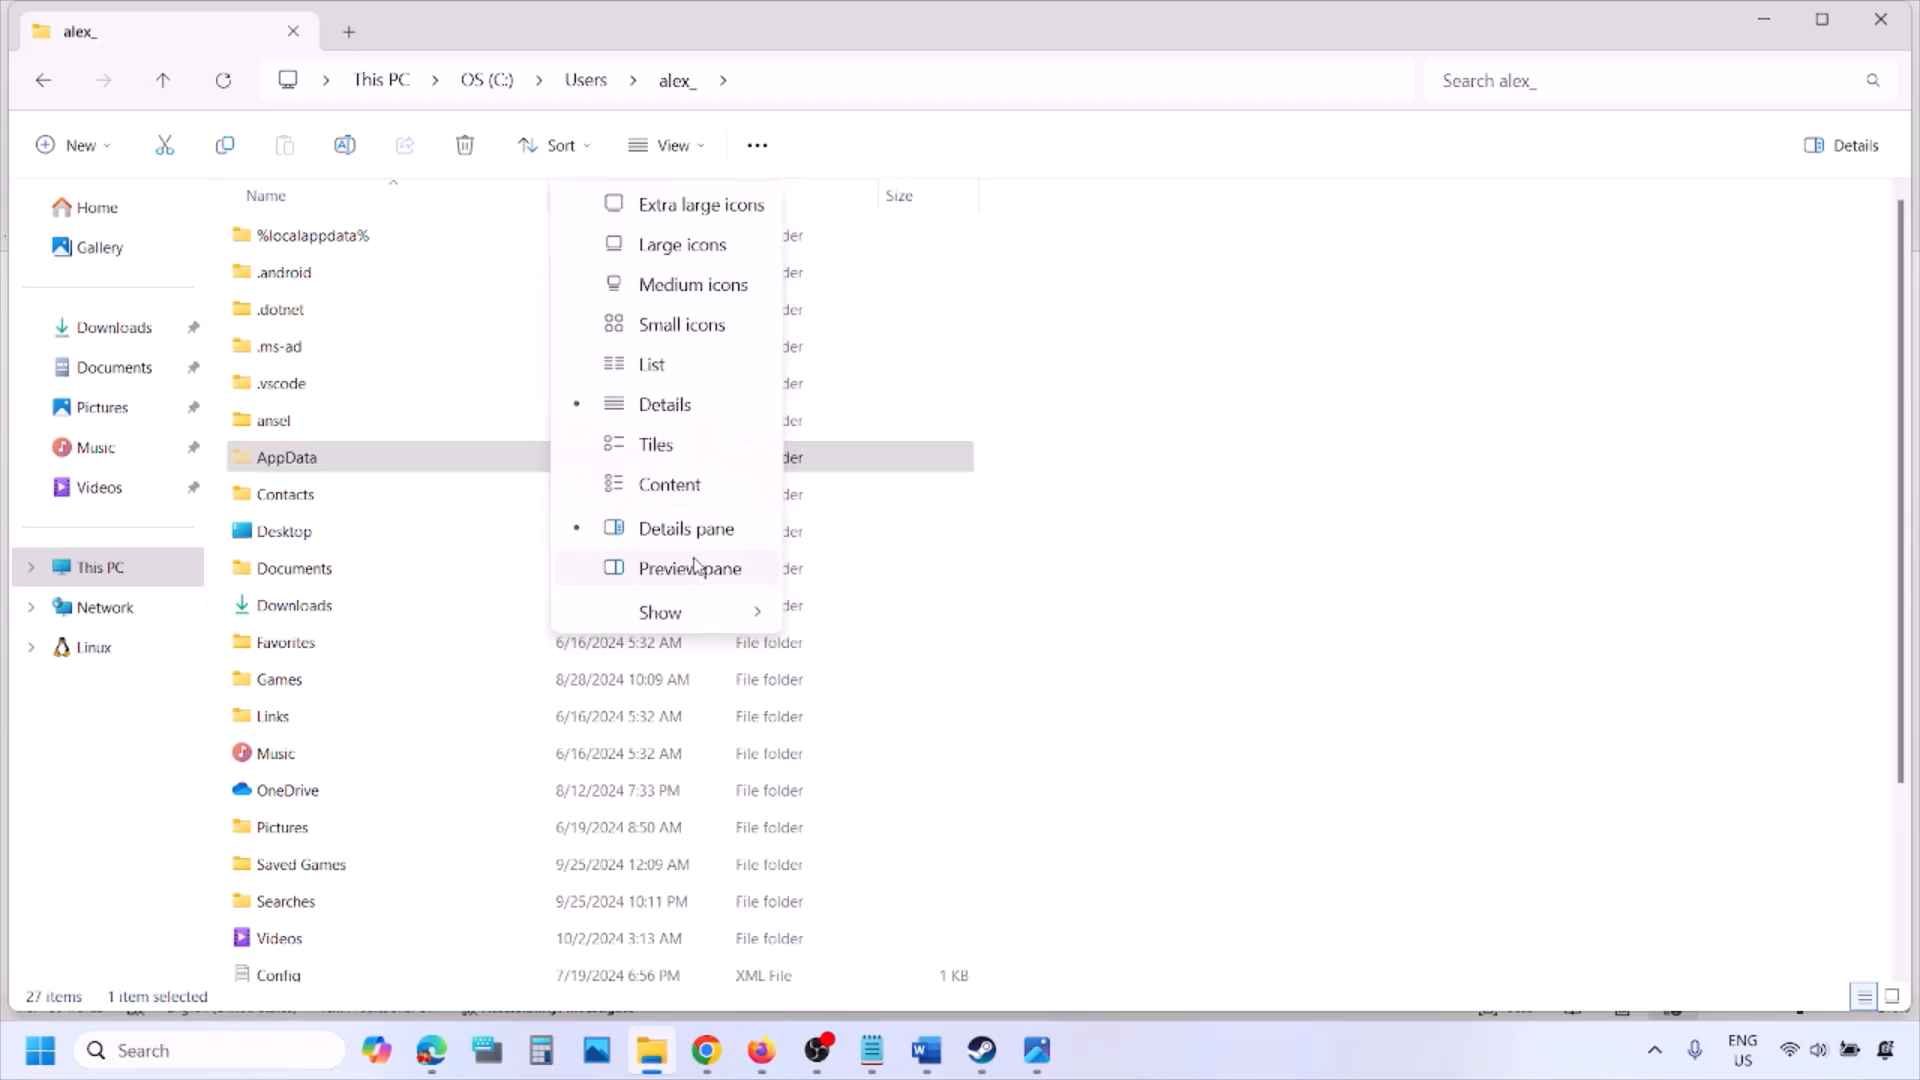 alex_
This PC > OS (C:) > Users > alex_ >
Search alex_
New
Sort
View
Details
Name
Size
Home
Gallery
Downloads
Documents
Pictures
Music
Videos
This PC
Network
Linux
%localappdata%
.android
.dotnet
.ms-ad
.vscode
ansel
AppData
Contacts
Desktop
Documents
Downloads
Favorites 6/16/2024 5:32 AM File folder
Games 8/28/2024 10:09 AM File folder
Links 6/16/2024 5:32 AM File folder
Music 6/16/2024 5:32 AM File folder
OneDrive 8/12/2024 7:33 PM File folder
Pictures 6/19/2024 8:50 AM File folder
Saved Games 9/25/2024 12:09 AM File folder
Searches 9/25/2024 10:11 PM File folder
Videos 10/2/2024 3:13 AM File folder
Config 7/19/2024 6:56 PM XML File 1 KB
Extra large icons
Large icons
Medium icons
Small icons
List
Details
Tiles
Content
Details pane
Preview pane
Show >
27 items 1 item selected
Search
ENG
US